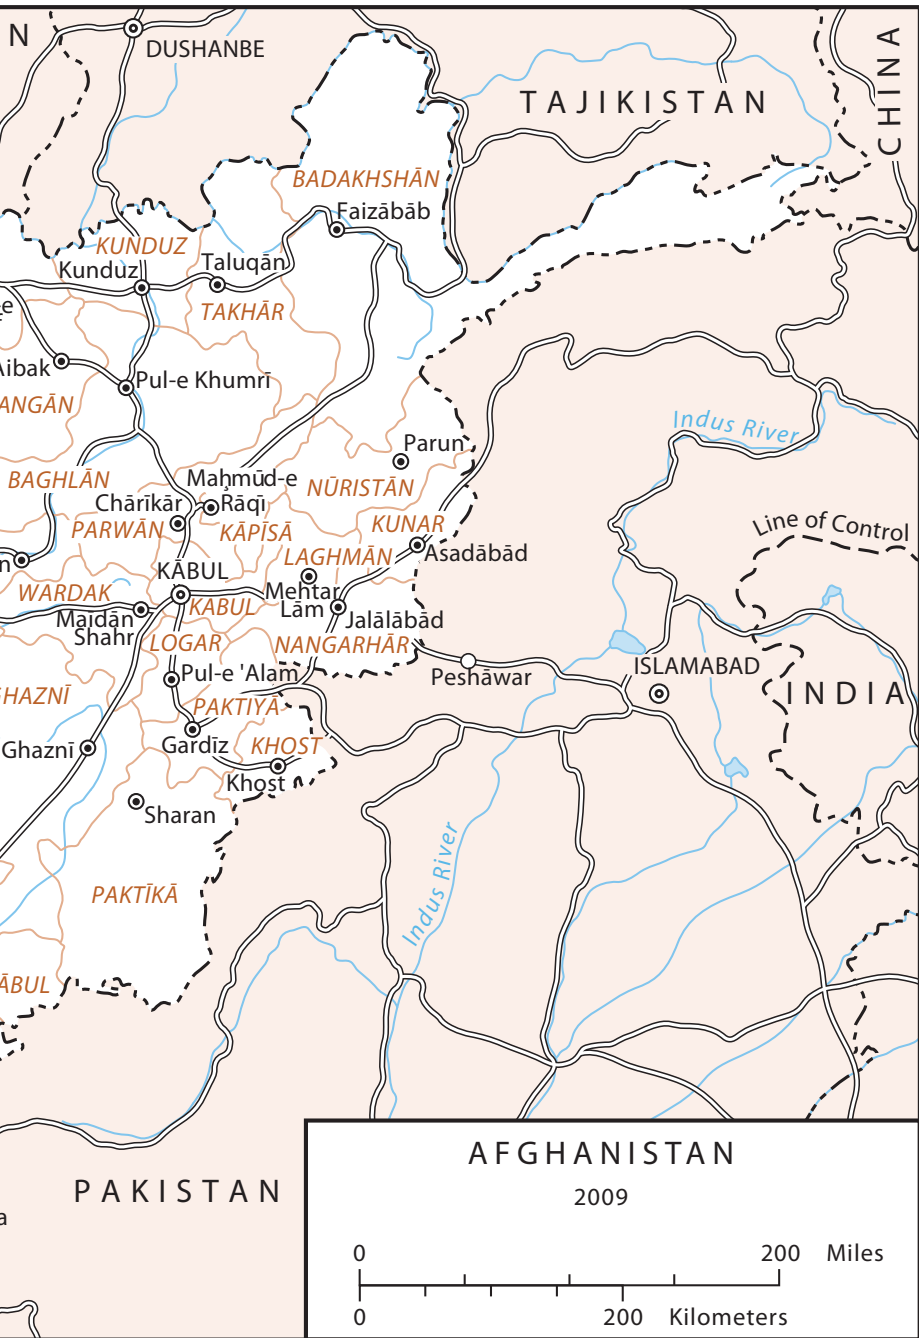 N
DUSHANBE
TAJIKISTAN
CHINA
BADAKHSHĀN
Faizābāb
KUNDUZ
Kunduz
Taluqān
TAKHĀR
e
Aibak
Pul-e Khumrī
ANGĀN
Indus River
Parun
BAGHLĀN
Maḩmūd-e
Rāqī
NŪRISTĀN
Chārīkār
PARWĀN
KĀPĪSĀ
KUNAR
Line of Control
LAGHMĀN
Asadābād
n
KĀBUL
WARDAK
KABUL
Mehtar
Lām
Maidān
Shahr
Jalālābād
LOGAR
NANGARHĀR
Pul-e 'Alam
Peshāwar
ISLAMABAD
INDIA
GHAZNĪ
PAKTIYĀ
Ghaznī
Gardīz
KHOST
Khost
Sharan
Indus River
PAKTĪKĀ
ĀBUL
PAKISTAN
a
AFGHANISTAN
2009
0 200 Miles
0 200 Kilometers